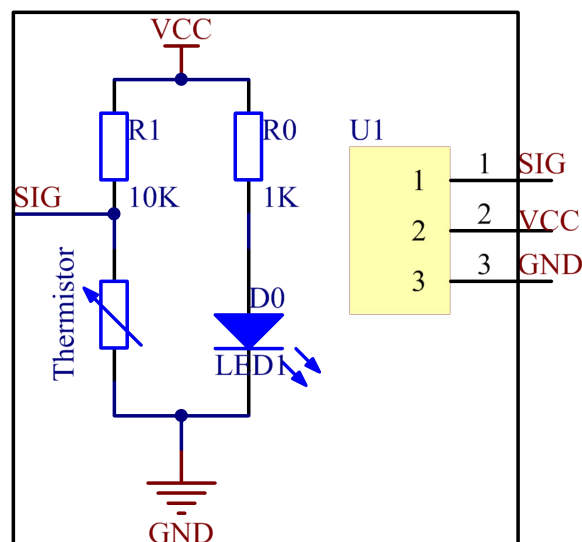 VCC
R1
R0
U1
SIG
10K
1K
1
1
SIG
2
2
VCC
3
3
GND
Thermistor
D0
LED1
GND